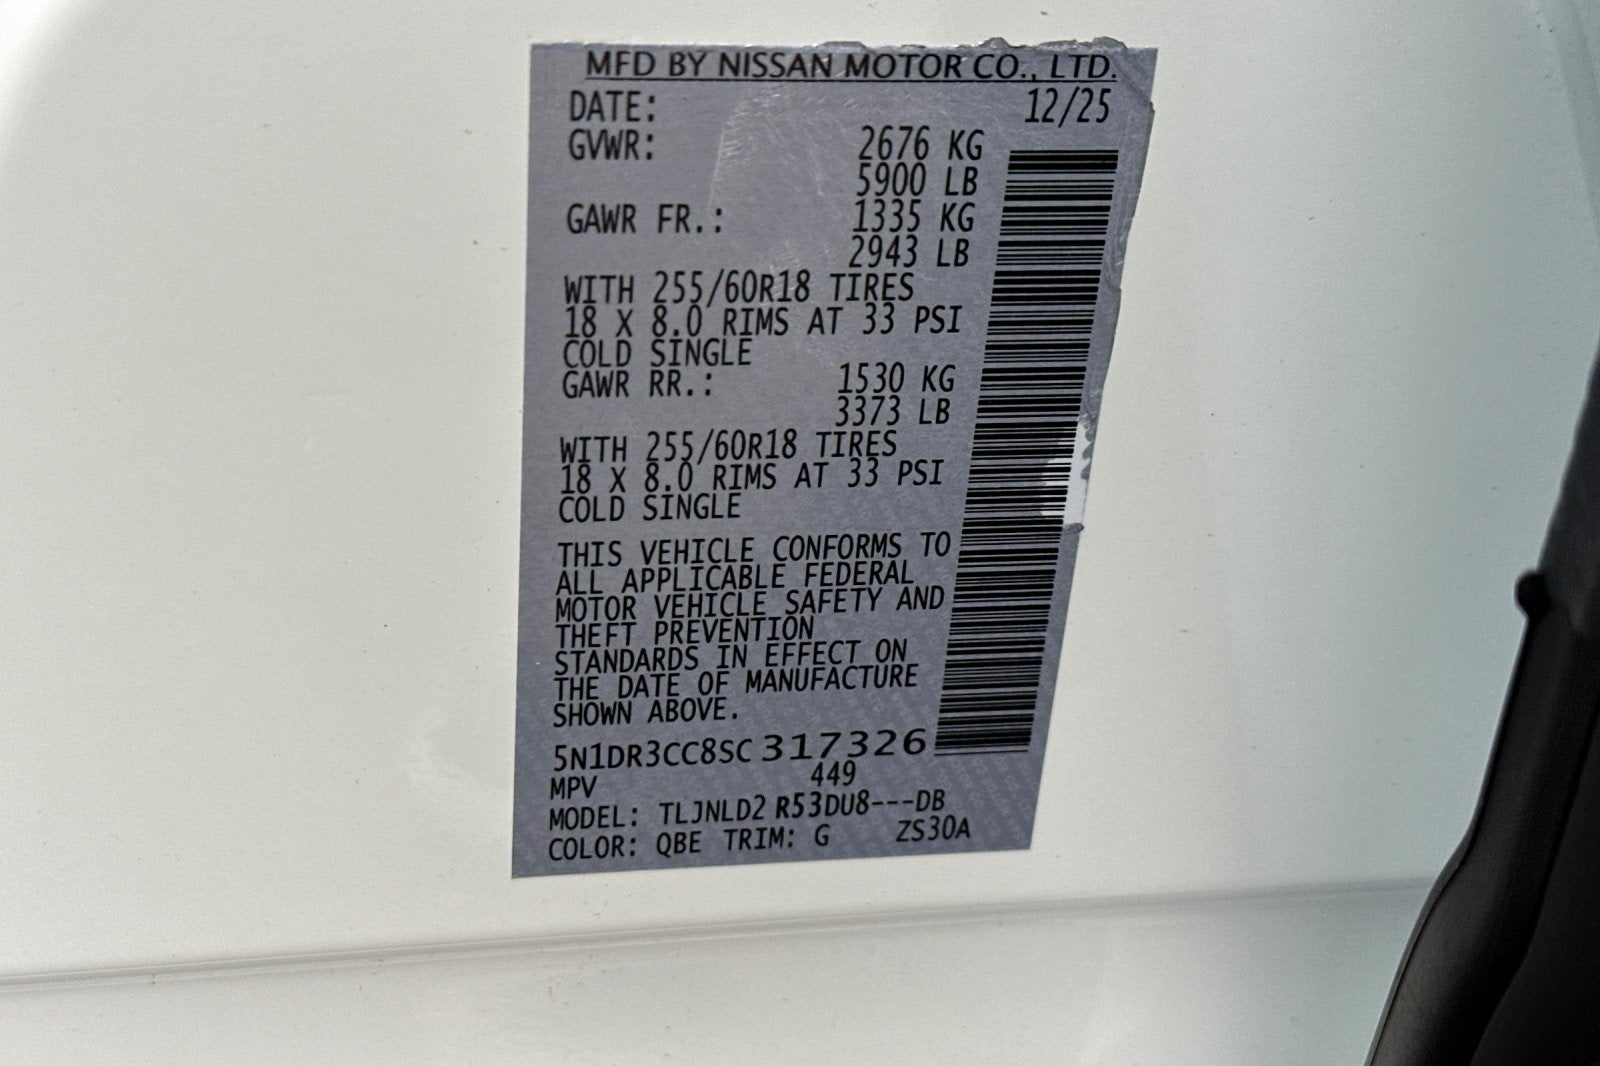 MFD BY NISSAN MOTOR CO., LTD.
DATE: 12/25
GVWR: 2676 KG
5900 LB
GAWR FR.: 1335 KG
2943 LB
WITH 255/60R18 TIRES
18 X 8.0 RIMS AT 33 PSI
COLD SINGLE
GAWR RR.: 1530 KG
3373 LB
WITH 255/60R18 TIRES
18 X 8.0 RIMS AT 33 PSI
COLD SINGLE
THIS VEHICLE CONFORMS TO
ALL APPLICABLE FEDERAL
MOTOR VEHICLE SAFETY AND
THEFT PREVENTION
STANDARDS IN EFFECT ON
THE DATE OF MANUFACTURE
SHOWN ABOVE.
5N1DR3CC8SC317326
MPV 449
MODEL: TLJNLD2 R53DU8---DB
COLOR: QBE TRIM: G ZS30A